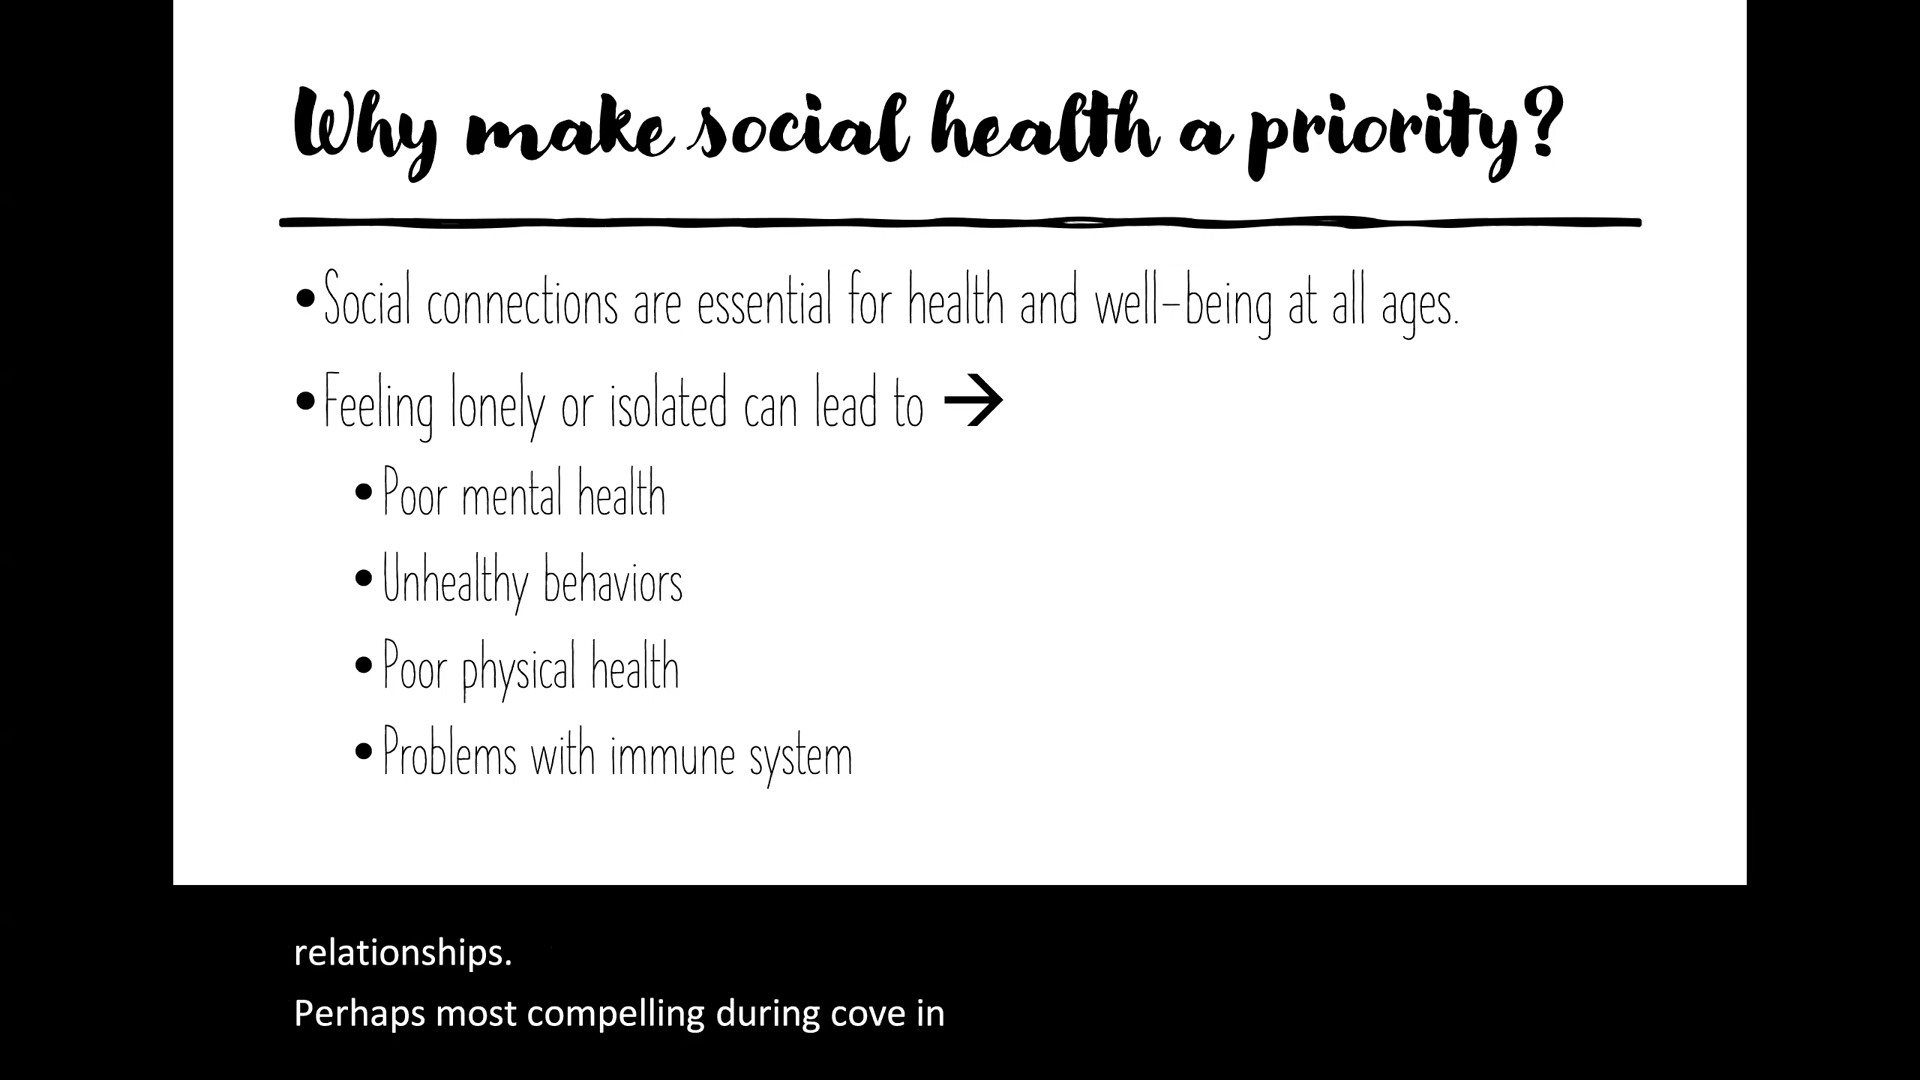 Why make social health a priority?
•Social connections are essential for health and well-being at all ages.
•Feeling lonely or isolated can lead to →
•Poor mental health
•Unhealthy behaviors
•Poor physical health
•Problems with immune system
relationships.
Perhaps most compelling during cove in